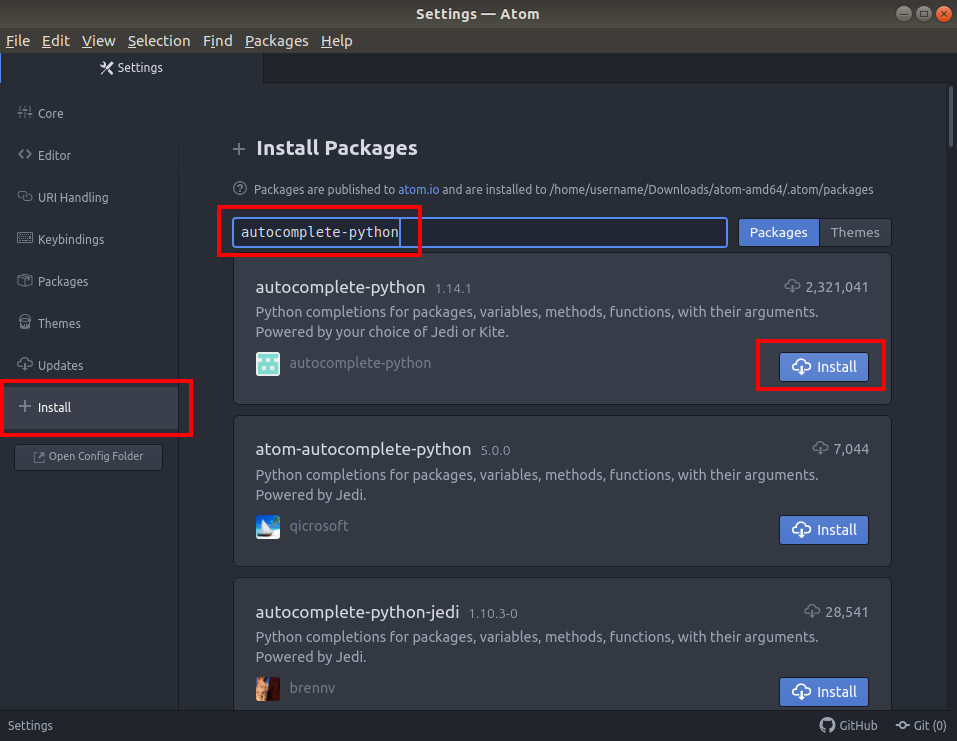 Settings — Atom
File Edit View Selection Find Packages Help
Settings
Core
Editor
URI Handling
Keybindings
Packages
Themes
Updates
Install
Open Config Folder
Install Packages
Packages are published to atom.io and are installed to /home/username/Downloads/atom-amd64/.atom/packages
autocomplete-python
Packages Themes
autocomplete-python 1.14.1 2,321,041
Python completions for packages, variables, methods, functions, with their arguments.
Powered by your choice of Jedi or Kite.
autocomplete-python
Install
atom-autocomplete-python 5.0.0 7,044
Python completions for packages, variables, methods, functions, with their arguments.
Powered by Jedi.
qicrosoft
Install
autocomplete-python-jedi 1.10.3-0 28,541
Python completions for packages, variables, methods, functions, with their arguments.
Powered by Jedi.
brennv
Install
Settings
GitHub Git (0)